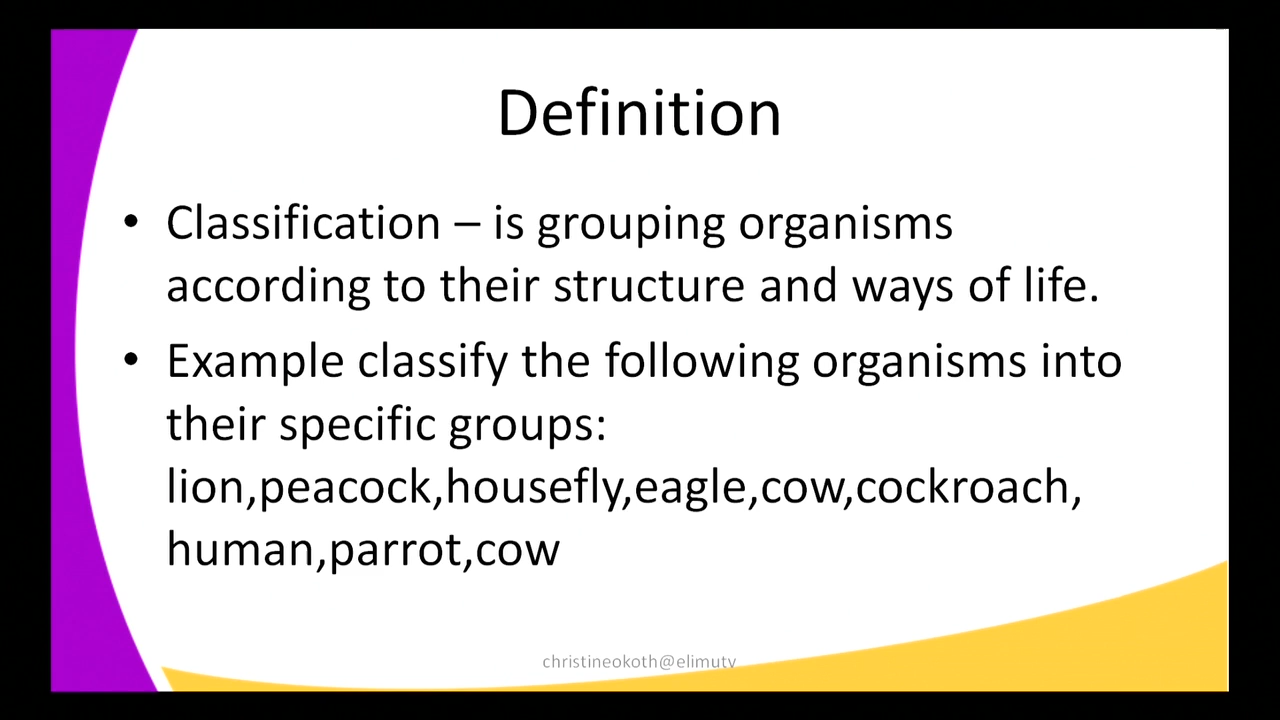 Definition
• Classification – is grouping organisms
according to their structure and ways of life.
• Example classify the following organisms into
their specific groups:
lion,peacock,housefly,eagle,cow,cockroach,
human,parrot,cow
christineokoth@elimutv